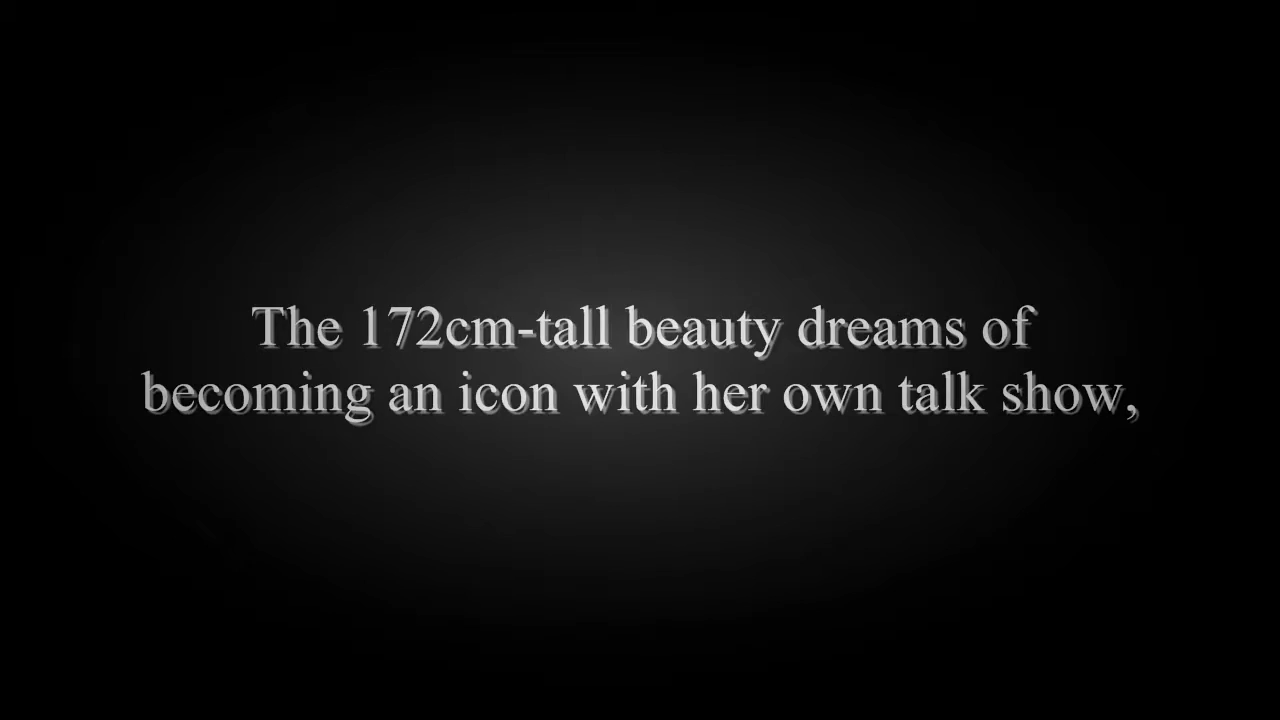 The 172cm-tall beauty dreams of
becoming an icon with her own talk show,